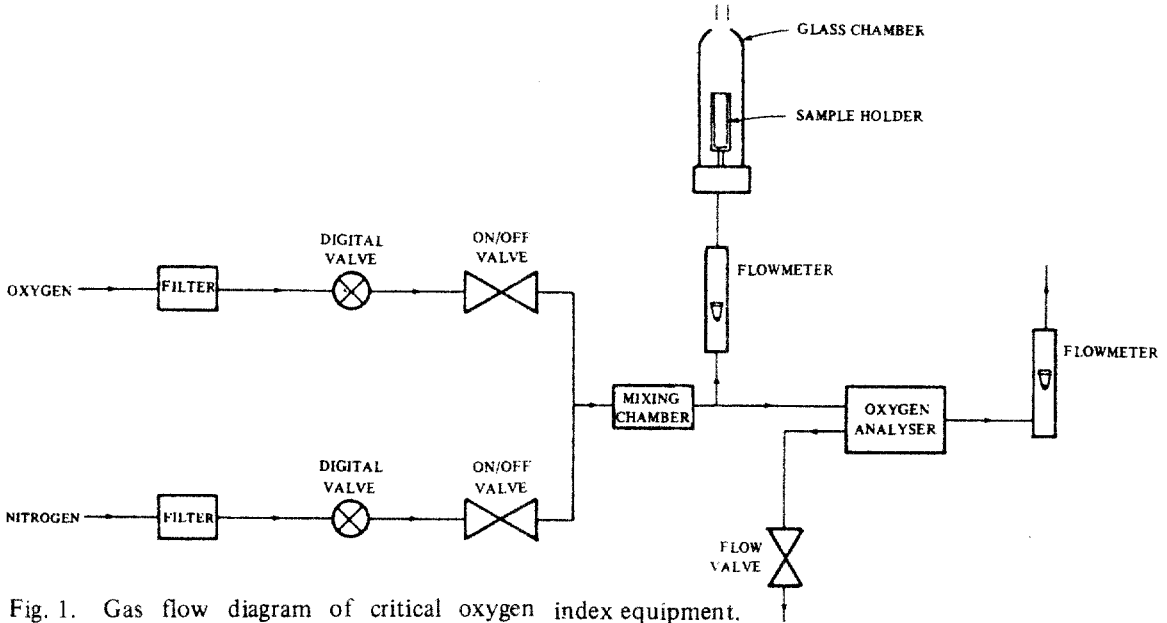 GLASS CHAMBER
SAMPLE HOLDER
DIGITAL
VALVE
ON/OFF
VALVE
FLOWMETER
OXYGEN
FILTER
FLOWMETER
MIXING
CHAMBER
OXYGEN
ANALYSER
DIGITAL
VALVE
ON/OFF
VALVE
NITROGEN
FILTER
FLOW
VALVE
Fig. 1. Gas flow diagram of critical oxygen index equipment.